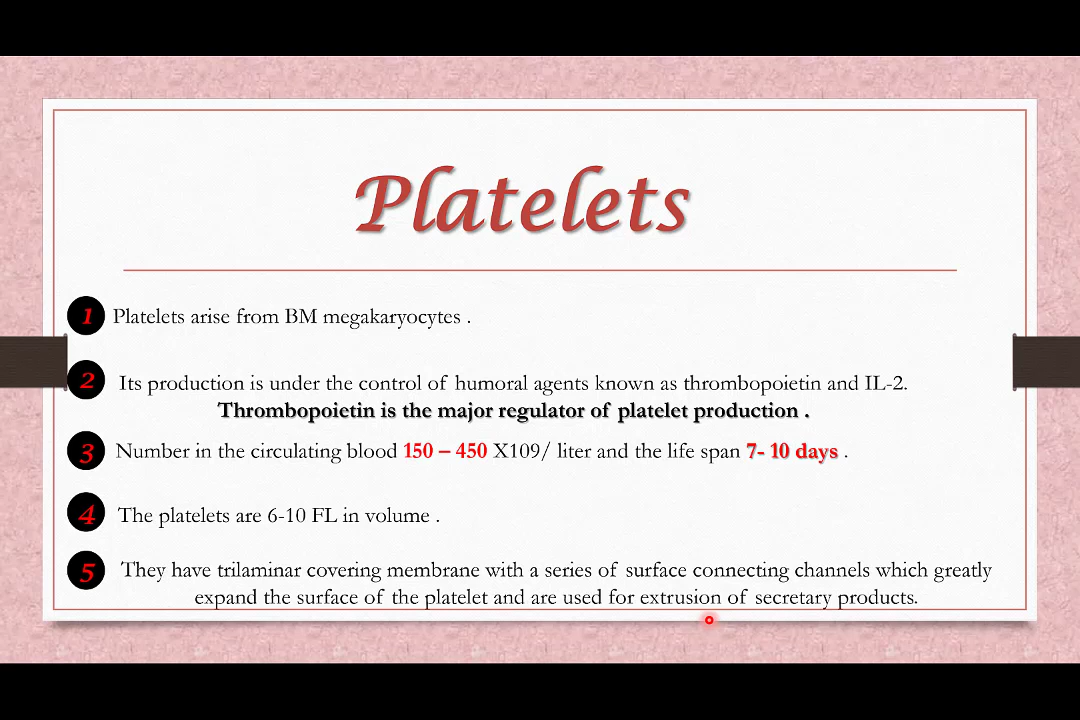 Platelets
1 Platelets arise from BM megakaryocytes .
2 Its production is under the control of humoral agents known as thrombopoietin and IL-2.
Thrombopoietin is the major regulator of platelet production .
3 Number in the circulating blood 150 – 450 X109/ liter and the life span 7- 10 days .
4 The platelets are 6-10 FL in volume .
5 They have trilaminar covering membrane with a series of surface connecting channels which greatly
expand the surface of the platelet and are used for extrusion of secretary products.